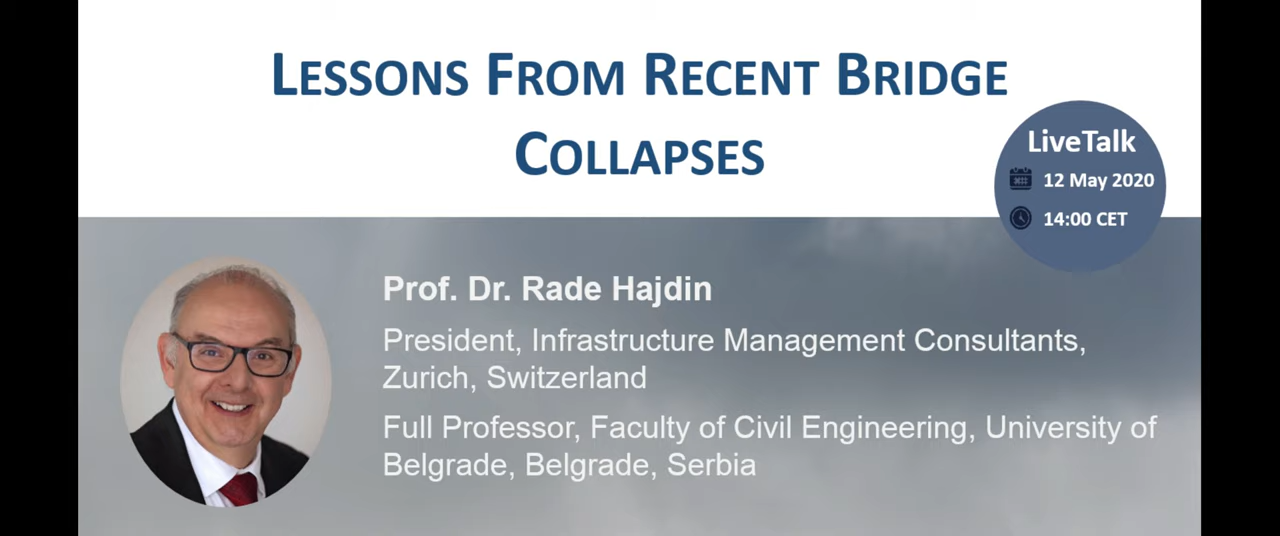 LESSONS FROM RECENT BRIDGE
COLLAPSES
LiveTalk
12 May 2020
14:00 CET
Prof. Dr. Rade Hajdin
President, Infrastructure Management Consultants,
Zurich, Switzerland
Full Professor, Faculty of Civil Engineering, University of
Belgrade, Belgrade, Serbia